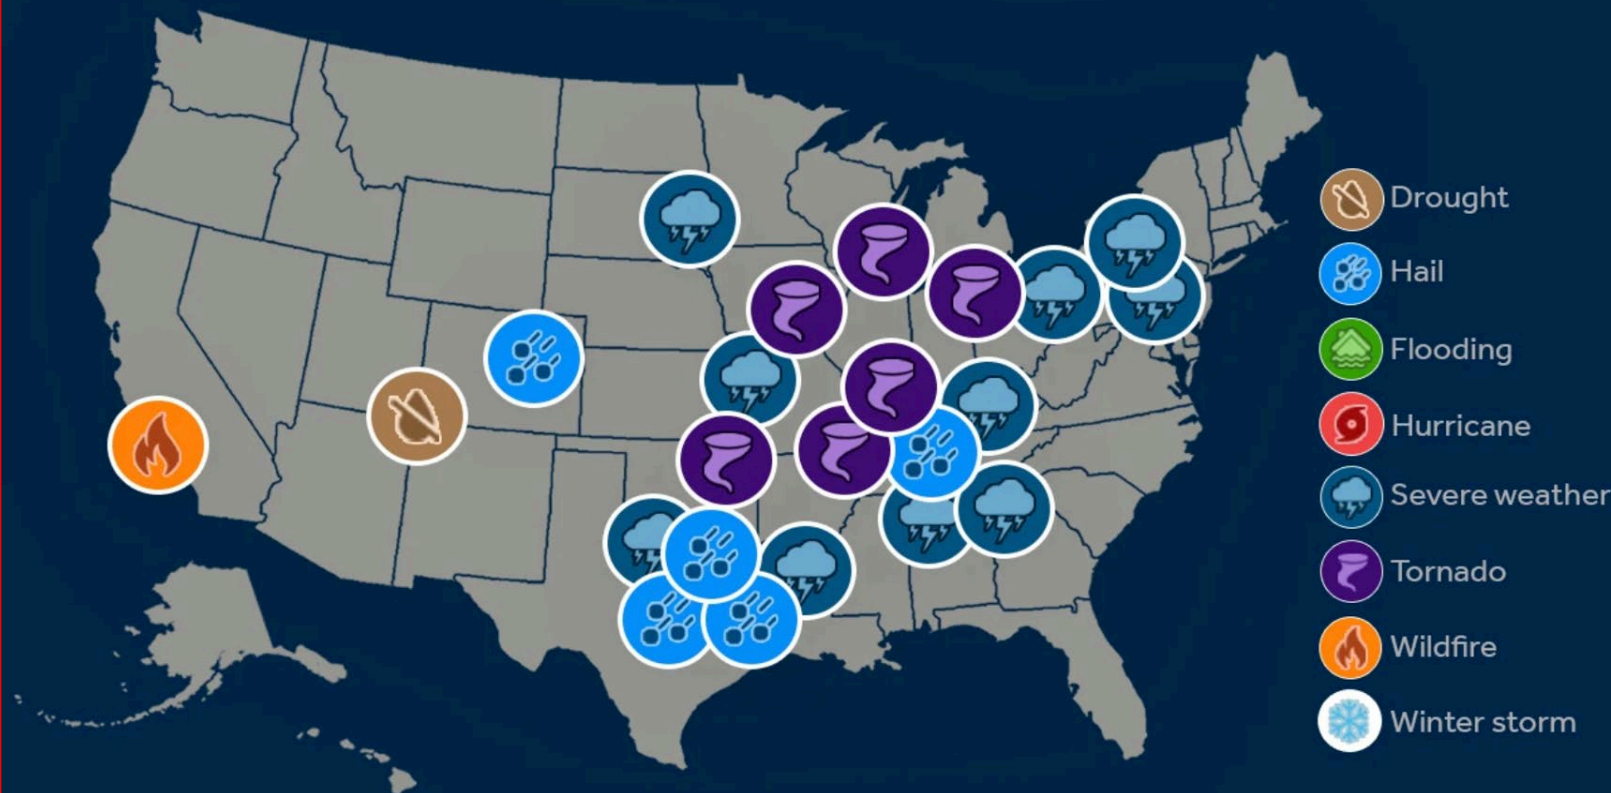 Drought
Hail
Flooding
Hurricane
Severe weather
Tornado
Wildfire
Winter storm